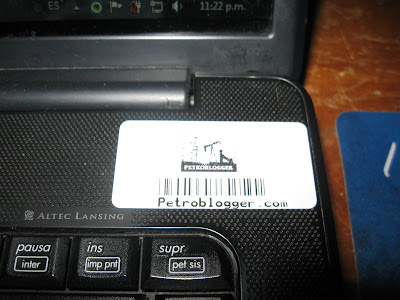 ES 11:22 p.m.
PETROBLOGGER
Petroblogger.com
ALTEC LANSING
pausa ins supr
inter imp pnt pet sis